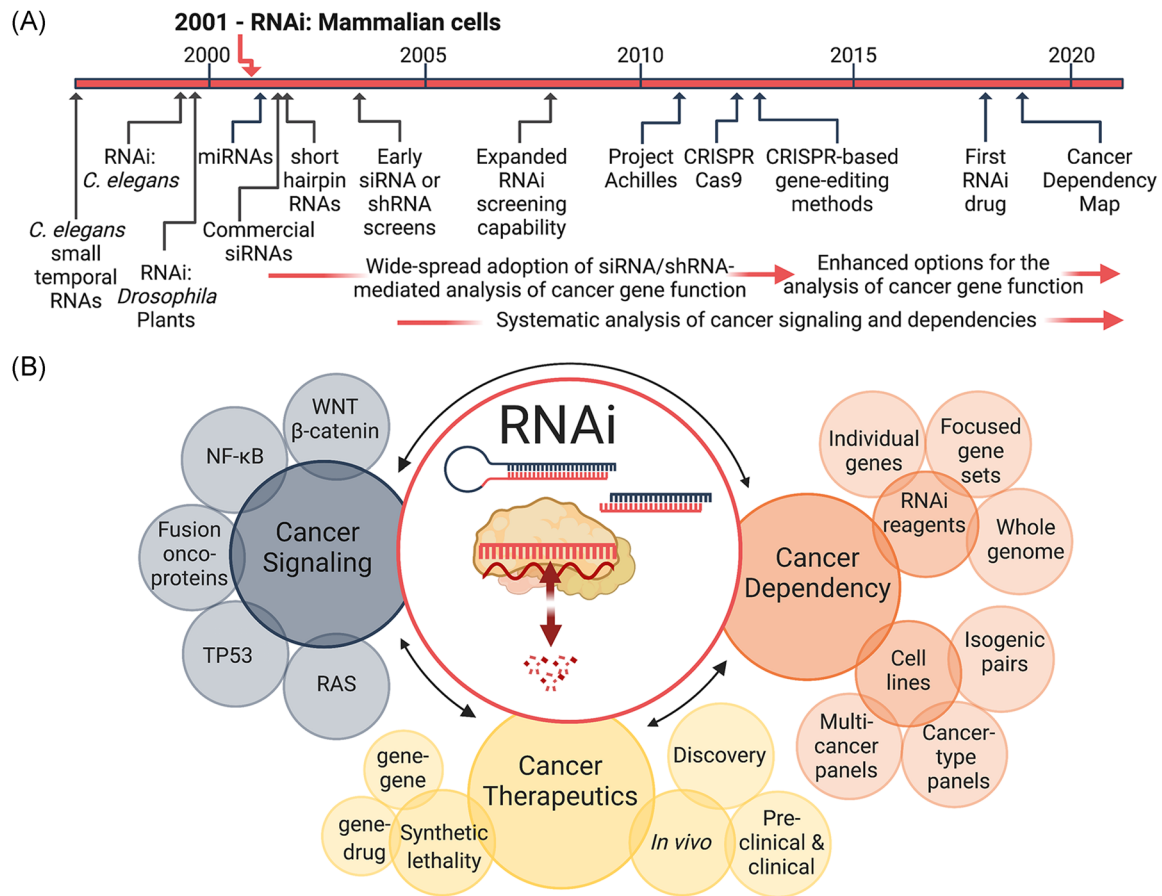 (A)
2001 - RNAi: Mammalian cells
2000
2005
2010
2015
2020
RNAi:
C. elegans
miRNAs
short
hairpin
RNAs
Early
siRNA or
shRNA
screens
Expanded
RNAi
screening
capability
Project
Achilles
CRISPR
Cas9
CRISPR-based
gene-editing
methods
First
RNAi
drug
Cancer
Dependency
Map
C. elegans
small
temporal
RNAs
RNAi:
Drosophila
Plants
Commercial
siRNAs
Wide-spread adoption of siRNA/shRNA-
mediated analysis of cancer gene function
Enhanced options for the
analysis of cancer gene function
Systematic analysis of cancer signaling and dependencies
(B)
RNAi
WNT
β-catenin
NF-κB
Fusion
onco-
proteins
TP53
RAS
Cancer
Signaling
Individual
genes
Focused
gene
sets
RNAi
reagents
Whole
genome
Cancer
Dependency
Isogenic
pairs
Cell
lines
Multi-
cancer
panels
Cancer-
type
panels
Cancer
Therapeutics
gene-
gene
gene-
drug
Synthetic
lethality
Discovery
In vivo
Pre-
clinical &
clinical